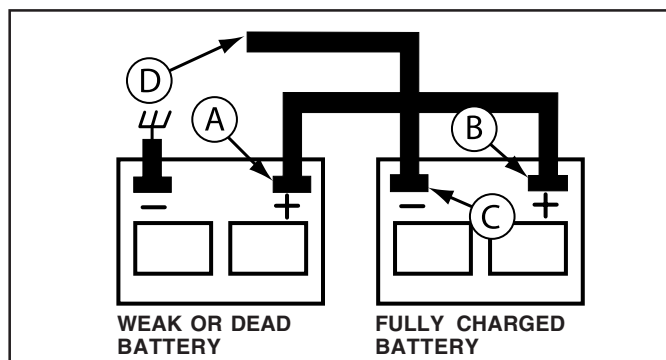 D
A
B
C
− + − +
WEAK OR DEAD
BATTERY
FULLY CHARGED
BATTERY